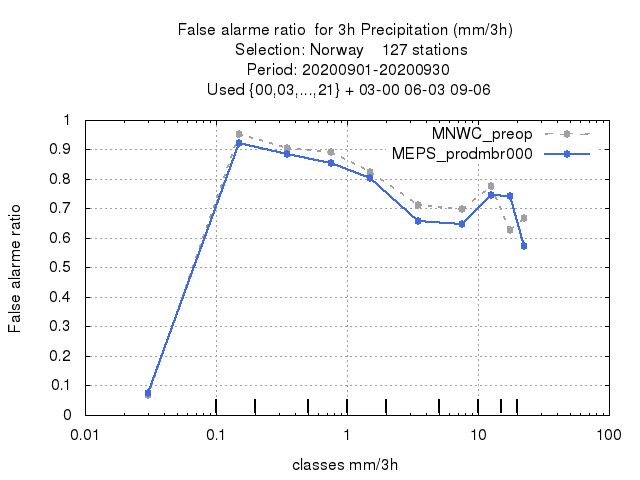 False alarme ratio  for 3h Precipitation (mm/3h)
Selection: Norway    127 stations
Period: 20200901-20200930
Used {00,03,...,21} + 03-00 06-03 09-06
MNWC_preop
MEPS_prodmbr000
False alarme ratio
1
0.9
0.8
0.7
0.6
0.5
0.4
0.3
0.2
0.1
0
0.01
0.1
1
10
100
classes mm/3h